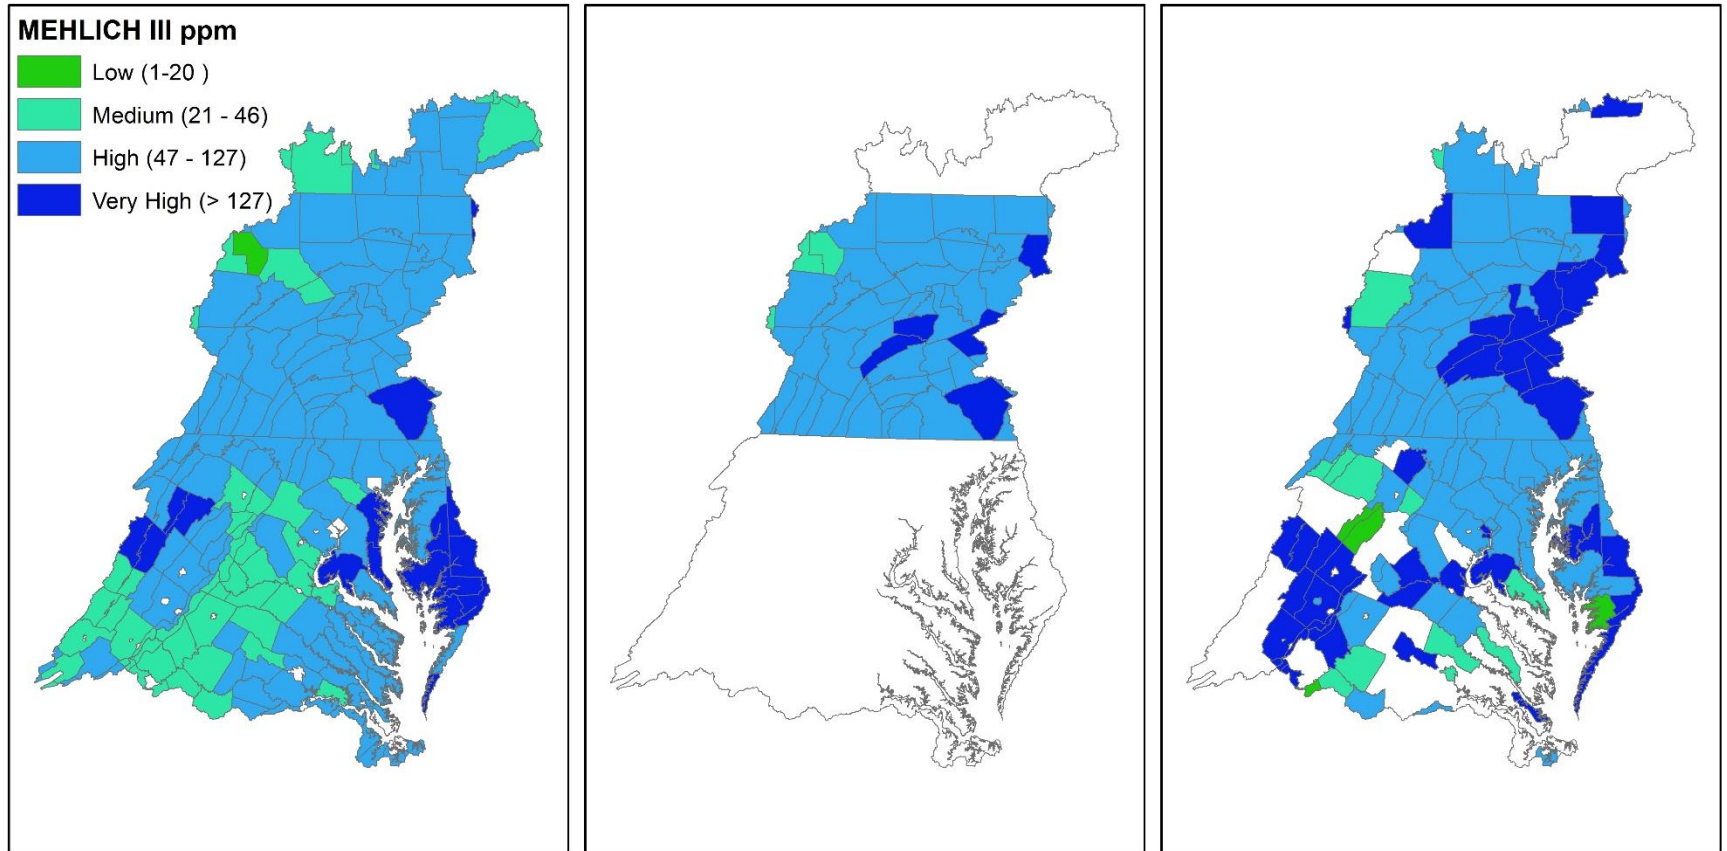 MEHLICH III ppm
Low (1-20 )
Medium (21 - 46)
High (47 - 127)
Very High (> 127)